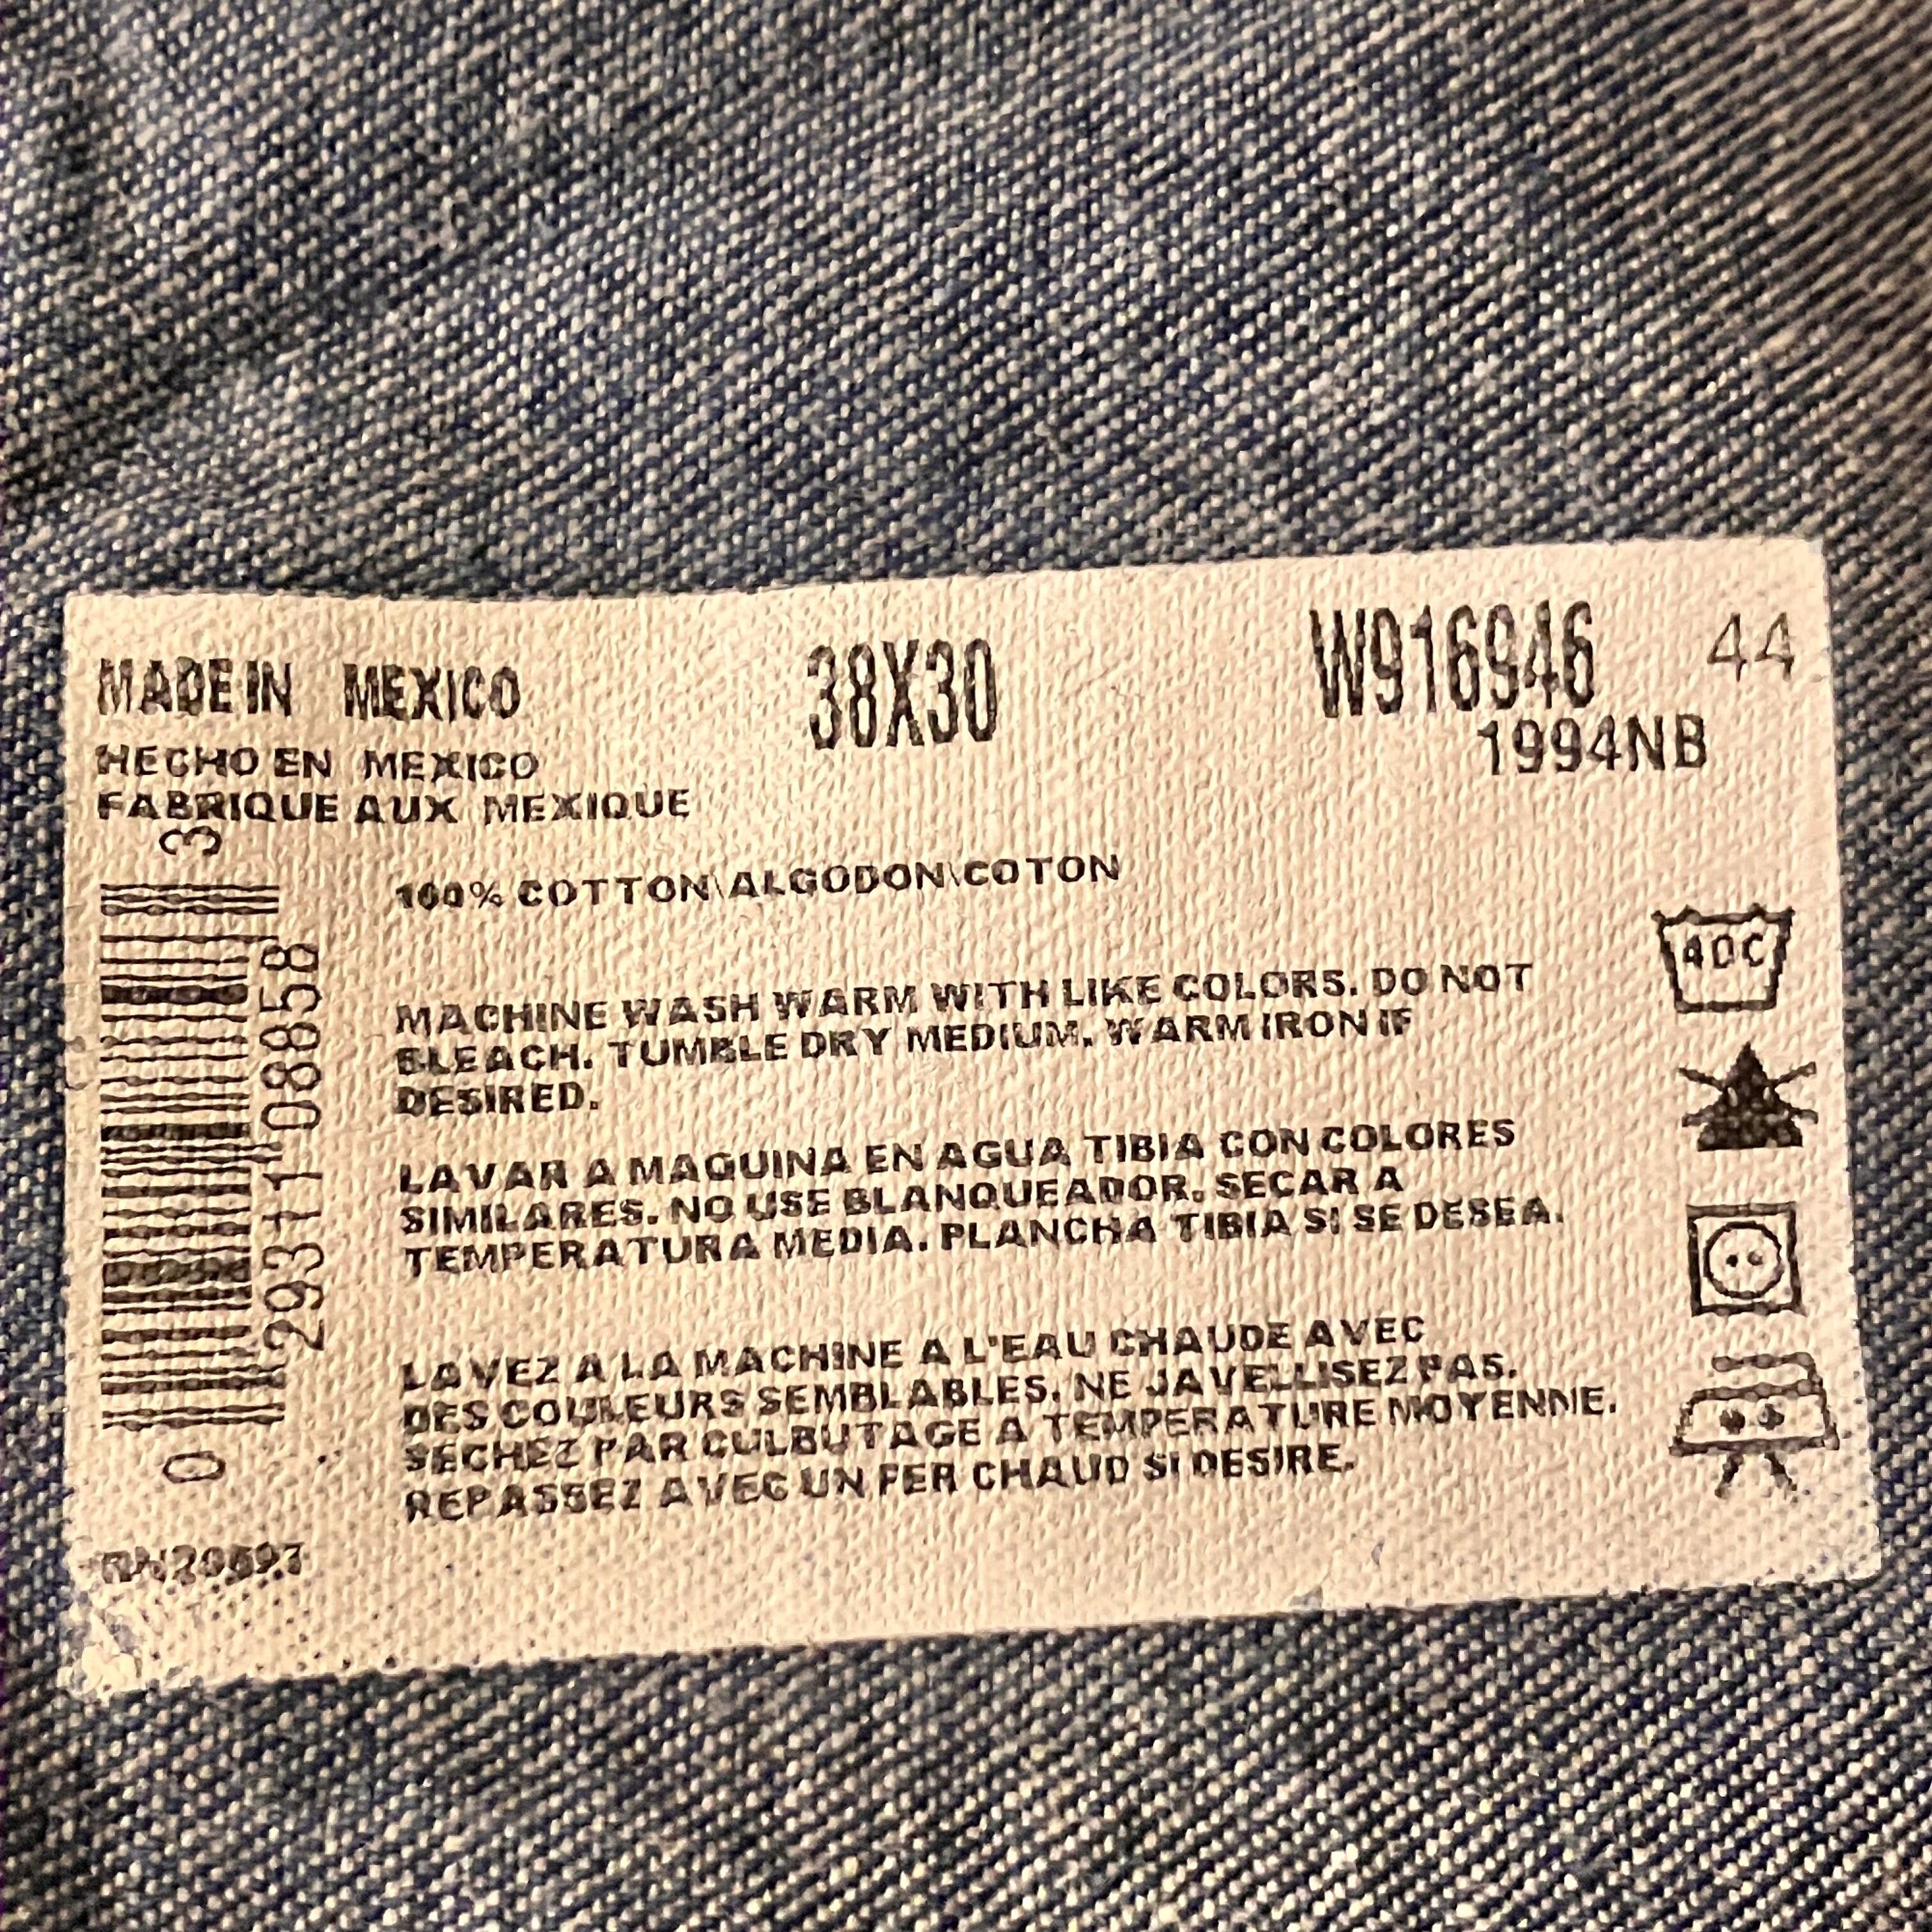 MADE IN MEXICO
38X30
W916946
44
1994NB
HECHO EN MEXICO
FABRIQUE AUX MEXIQUE
100% COTTON\ALGODON\COTON
MACHINE WASH WARM WITH LIKE COLORS. DO NOT
BLEACH. TUMBLE DRY MEDIUM. WARM IRON IF
DESIRED.
LAVAR A MAQUINA EN AGUA TIBIA CON COLORES
SIMILARES. NO USE BLANQUEADOR. SECAR A
TEMPERATURA MEDIA. PLANCHA TIBIA SI SE DESEA.
LAVEZ A LA MACHINE A L'EAU CHAUDE AVEC
DES COULEURS SEMBLABLES. NE JAVELLISEZ PAS.
SECHEZ PAR CULBUTAGE A TEMPERATURE MOYENNE.
REPASSEZ AVEC UN FER CHAUD SI DESIRE.
0 29311 08858 3
40C